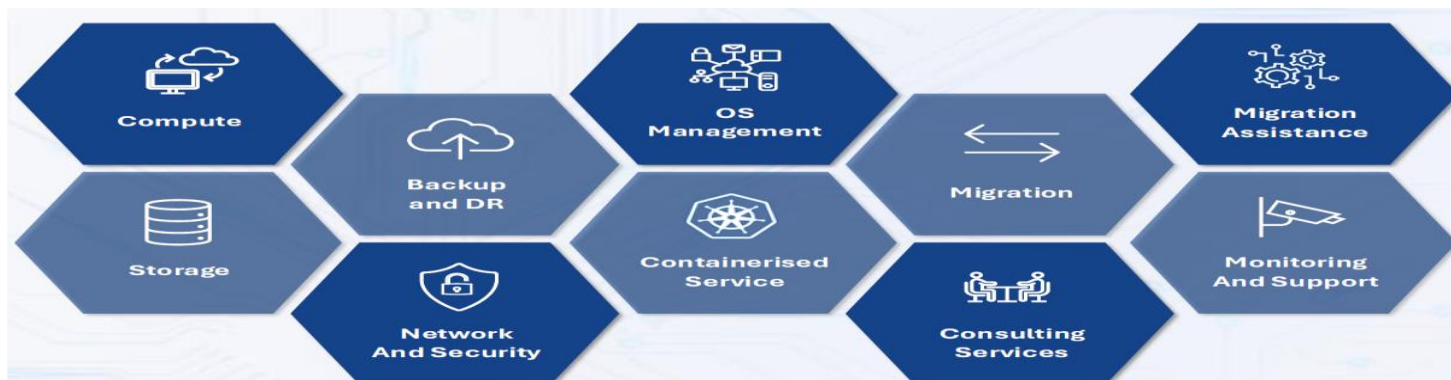 Compute
Storage
Backup
and DR
Network
And Security
OS
Management
Containerised
Service
Migration
Consulting
Services
Migration
Assistance
Monitoring
And Support